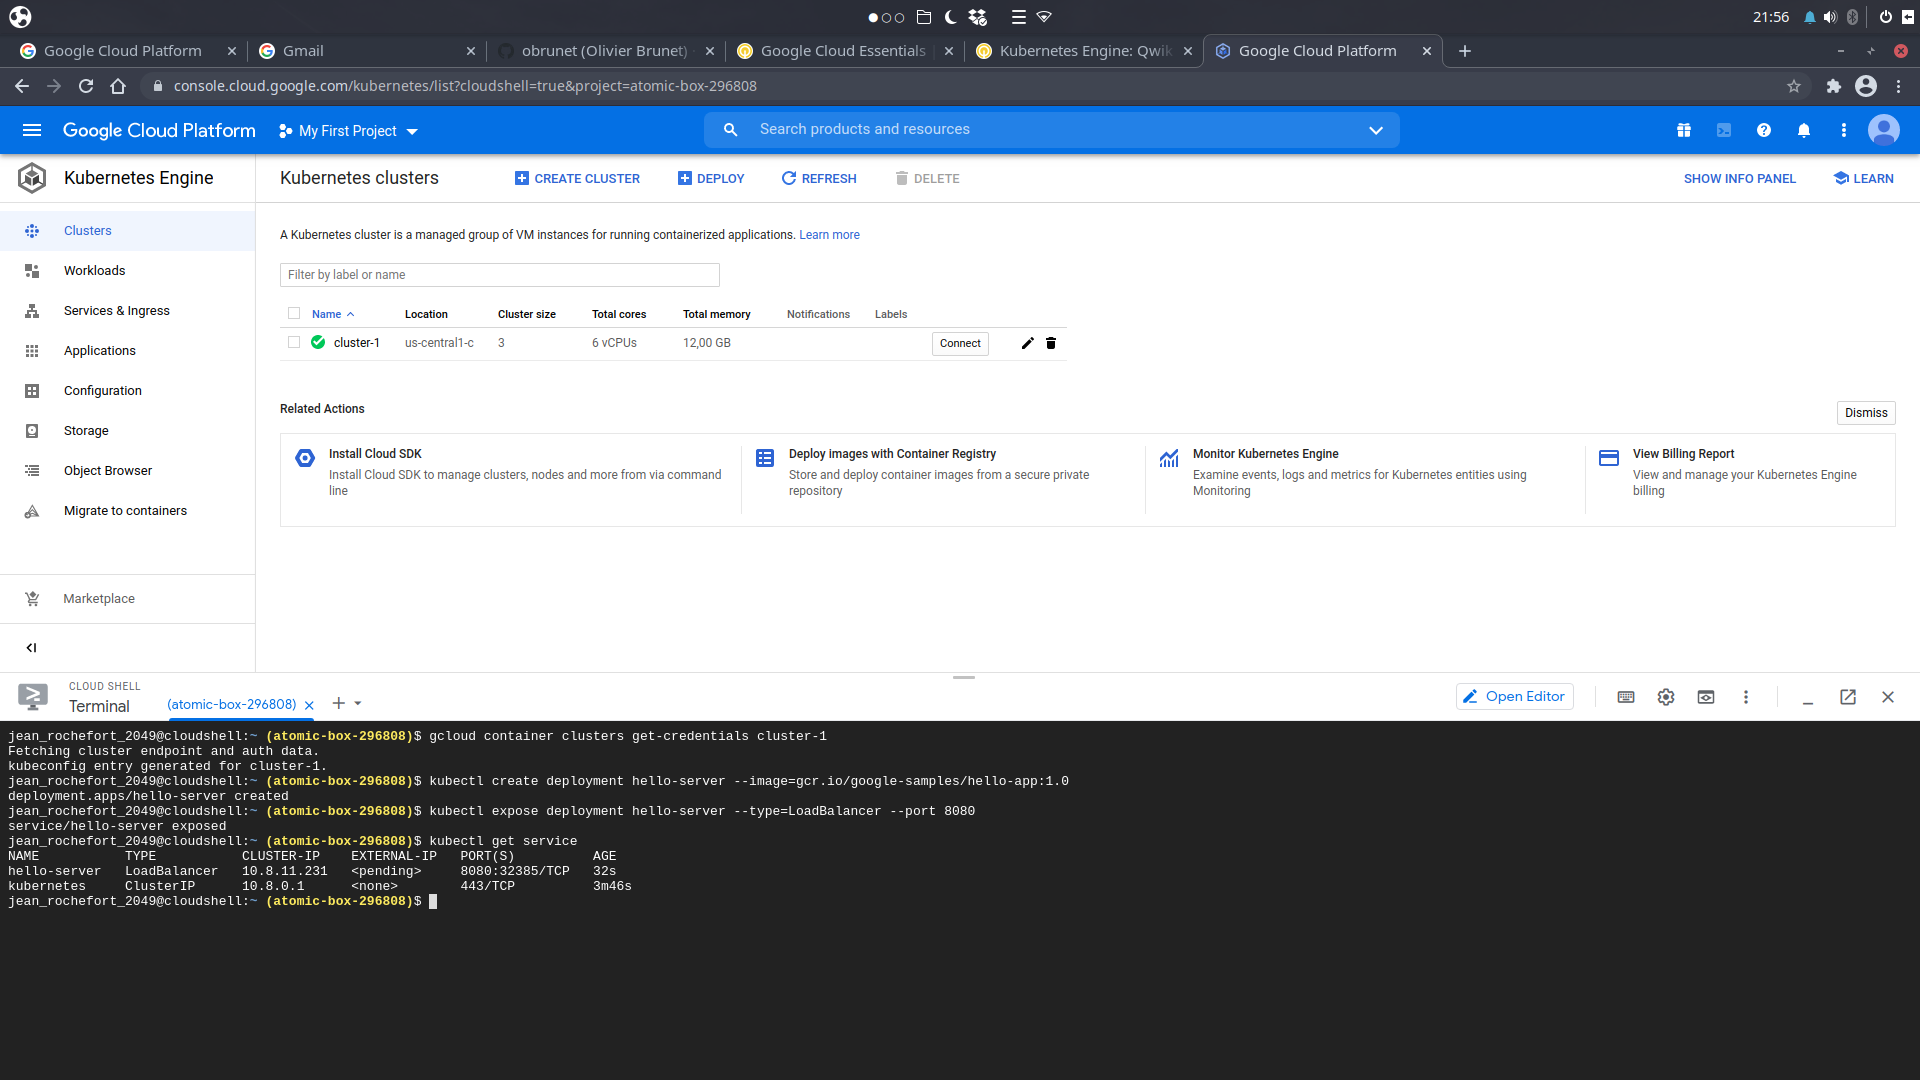 21:56
Google Cloud Platform
Gmail
obrunet (Olivier Brunet)
Google Cloud Essentials
Kubernetes Engine: Qwik
Google Cloud Platform
console.cloud.google.com/kubernetes/list?cloudshell=true&project=atomic-box-296808
Google Cloud Platform
My First Project
Search products and resources
Kubernetes Engine
Kubernetes clusters
CREATE CLUSTER
DEPLOY
REFRESH
DELETE
SHOW INFO PANEL
LEARN
Clusters
Workloads
Services & Ingress
Applications
Configuration
Storage
Object Browser
Migrate to containers
Marketplace
A Kubernetes cluster is a managed group of VM instances for running containerized applications. Learn more
Filter by label or name
Name Location Cluster size Total cores Total memory Notifications Labels
cluster-1 us-central1-c 3 6 vCPUs 12,00 GB Connect
Related Actions
Dismiss
Install Cloud SDK
Install Cloud SDK to manage clusters, nodes and more from via command
line
Deploy images with Container Registry
Store and deploy container images from a secure private
repository
Monitor Kubernetes Engine
Examine events, logs and metrics for Kubernetes entities using
Monitoring
View Billing Report
View and manage your Kubernetes Engine
billing
CLOUD SHELL
Terminal
(atomic-box-296808)
Open Editor
jean_rochefort_2049@cloudshell:~ (atomic-box-296808)$ gcloud container clusters get-credentials cluster-1
Fetching cluster endpoint and auth data.
kubeconfig entry generated for cluster-1.
jean_rochefort_2049@cloudshell:~ (atomic-box-296808)$ kubectl create deployment hello-server --image=gcr.io/google-samples/hello-app:1.0
deployment.apps/hello-server created
jean_rochefort_2049@cloudshell:~ (atomic-box-296808)$ kubectl expose deployment hello-server --type=LoadBalancer --port 8080
service/hello-server exposed
jean_rochefort_2049@cloudshell:~ (atomic-box-296808)$ kubectl get service
NAME TYPE CLUSTER-IP EXTERNAL-IP PORT(S) AGE
hello-server LoadBalancer 10.8.11.231 <pending> 8080:32385/TCP 32s
kubernetes ClusterIP 10.8.0.1 <none> 443/TCP 3m46s
jean_rochefort_2049@cloudshell:~ (atomic-box-296808)$